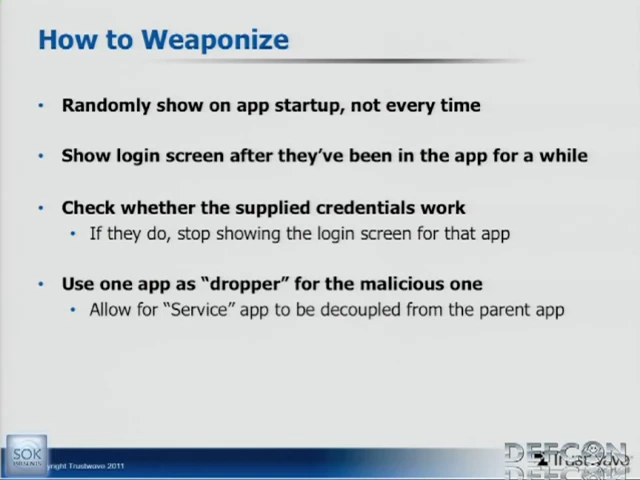 How to Weaponize
• Randomly show on app startup, not every time
• Show login screen after they've been in the app for a while
• Check whether the supplied credentials work
• If they do, stop showing the login screen for that app
• Use one app as “dropper” for the malicious one
• Allow for “Service” app to be decoupled from the parent app
SOK
pyright Trustwave 2011
DEFCON
Trustwave